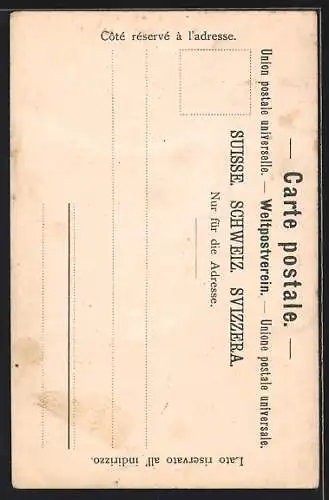 — Carte postale. —
Union postale universelle. — Weltpostverein. — Unione postale universale.
SUISSE. SCHWEIZ. SVIZZERA.
Nur für die Adresse.
Côté réservé à l'adresse.
Lato riservato all' indirizzo.